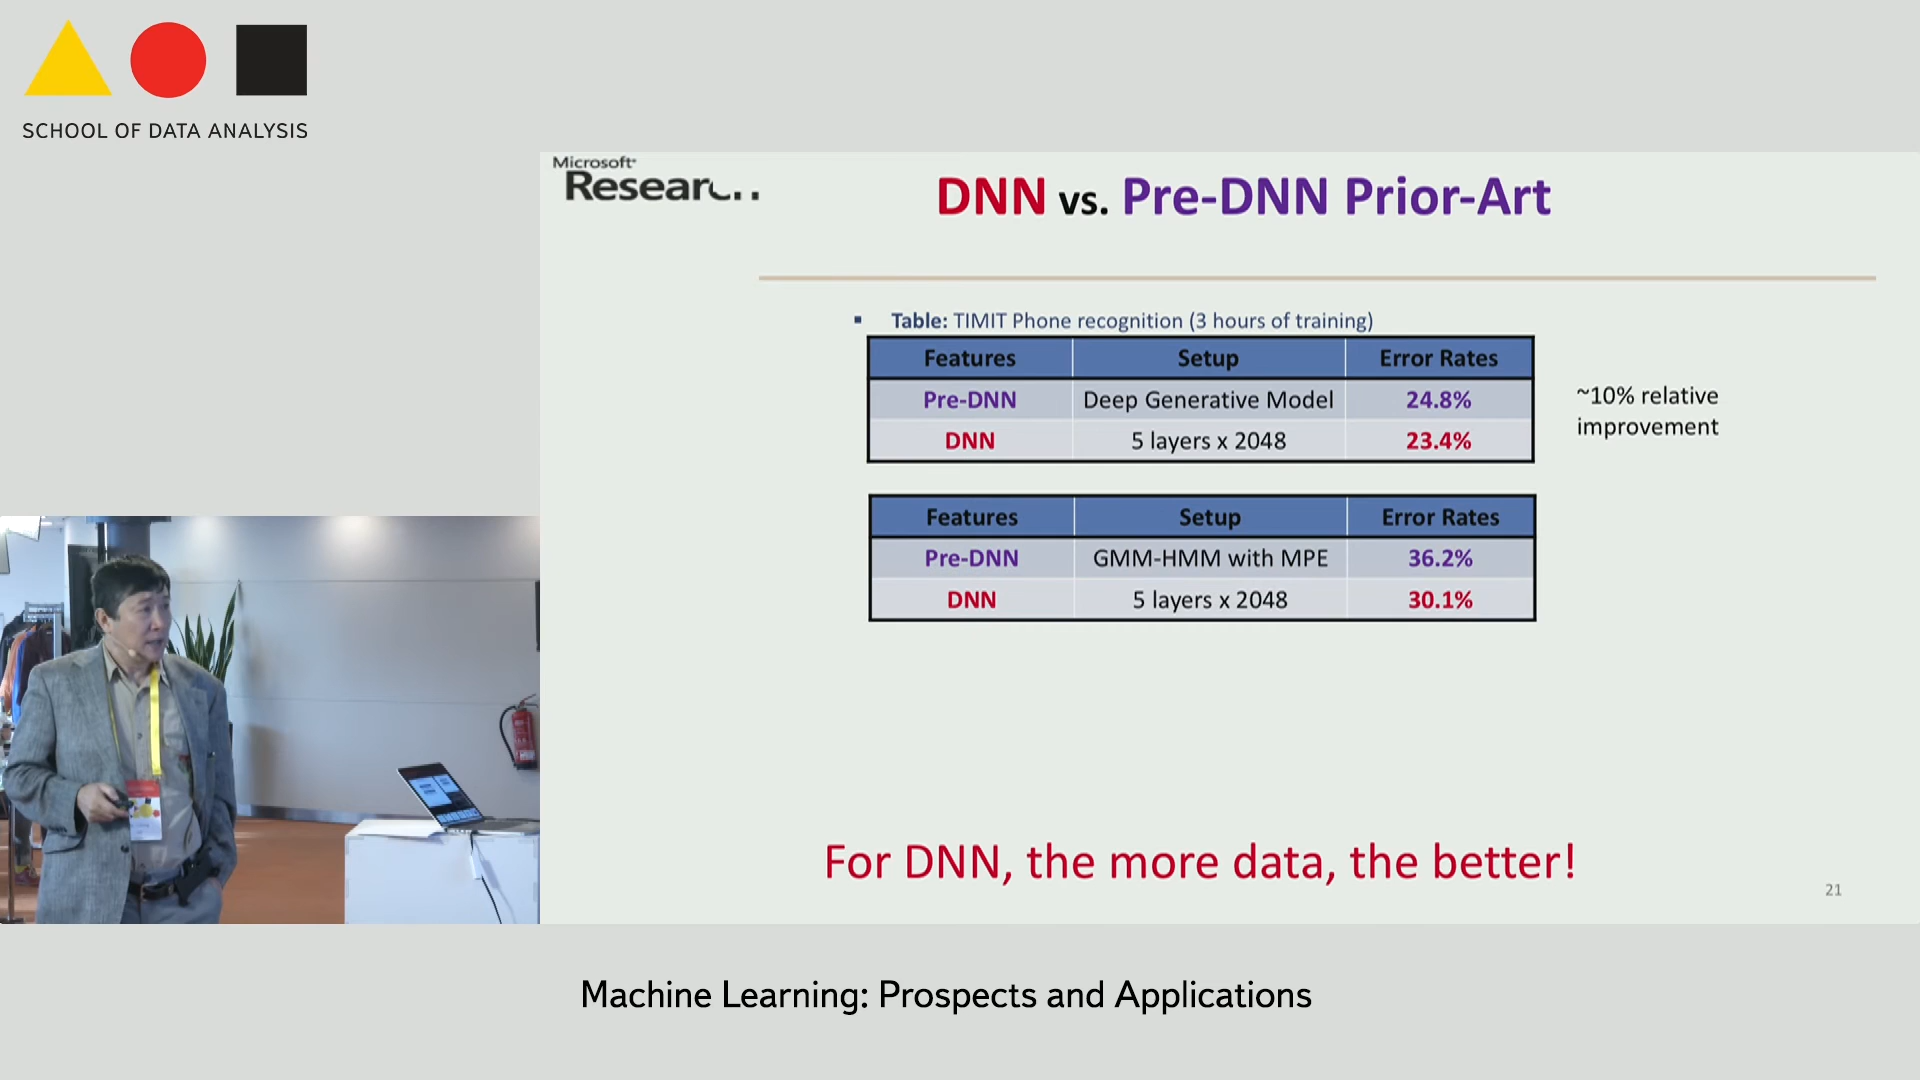 SCHOOL OF DATA ANALYSIS
Microsoft
DNN vs. Pre-DNN Prior-Art
▪ Table: TIMIT Phone recognition (3 hours of training)
Features Setup Error Rates
Pre-DNN Deep Generative Model 24.8%
DNN 5 layers x 2048 23.4%
~10% relative
improvement
Features Setup Error Rates
Pre-DNN GMM-HMM with MPE 36.2%
DNN 5 layers x 2048 30.1%
For DNN, the more data, the better!
21
Machine Learning: Prospects and Applications